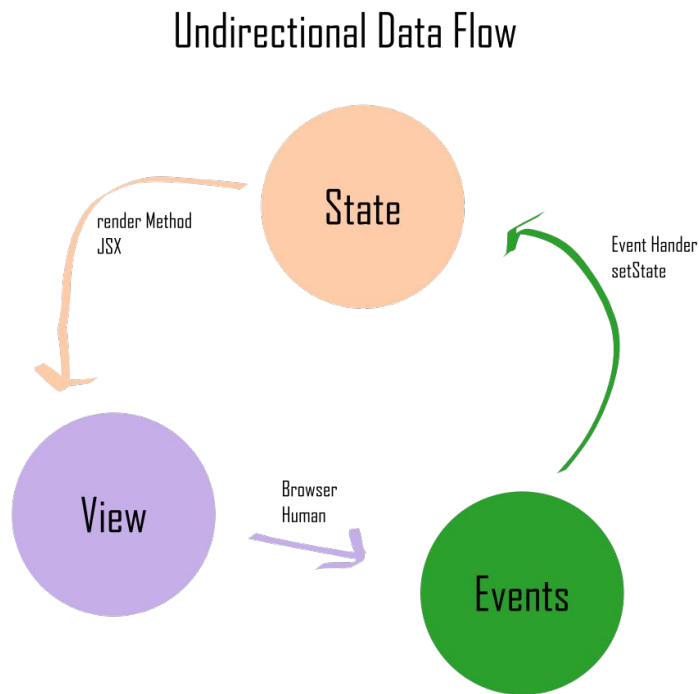 Undirectional Data Flow
State
render Method
JSX
Event Hander
setState
View
Browser
Human
Events